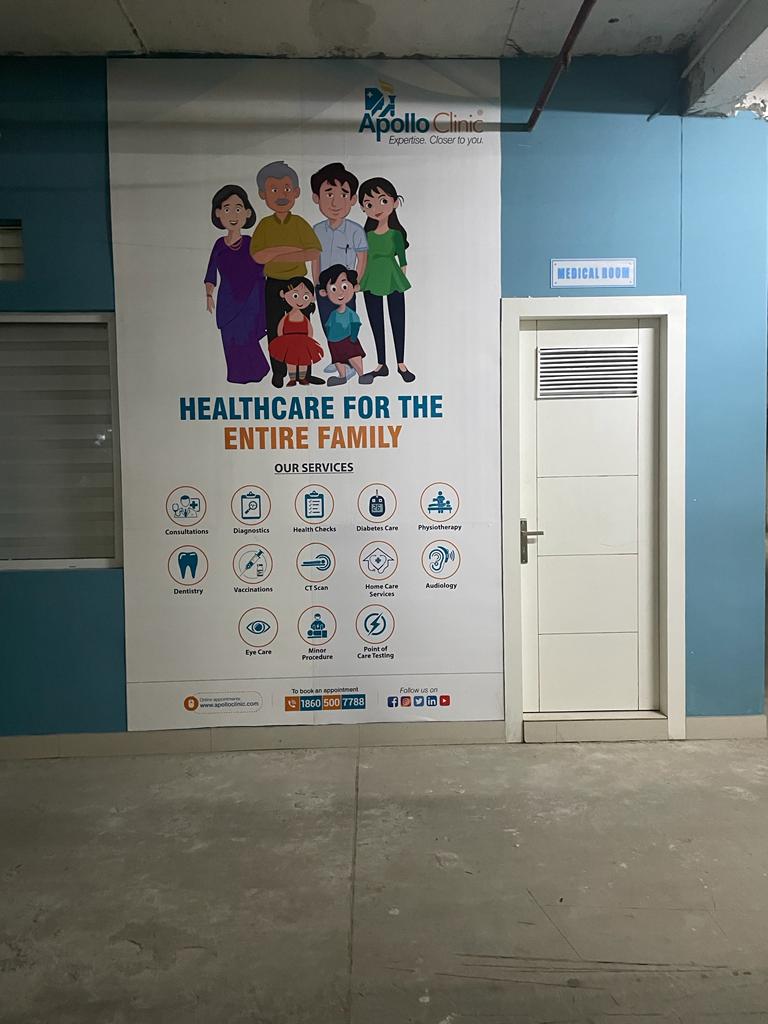 Apollo Clinic®
Expertise. Closer to you.
MEDICAL ROOM
HEALTHCARE FOR THE
ENTIRE FAMILY
OUR SERVICES
Consultations
Diagnostics
Health Checks
Diabetes Care
Physiotherapy
Dentistry
Vaccinations
CT Scan
Home Care
Services
Audiology
Eye Care
Minor
Procedure
Point of
Care Testing
Online appointments:
www.apolloclinic.com
To book an appointment
1860 500 7788
Follow us on